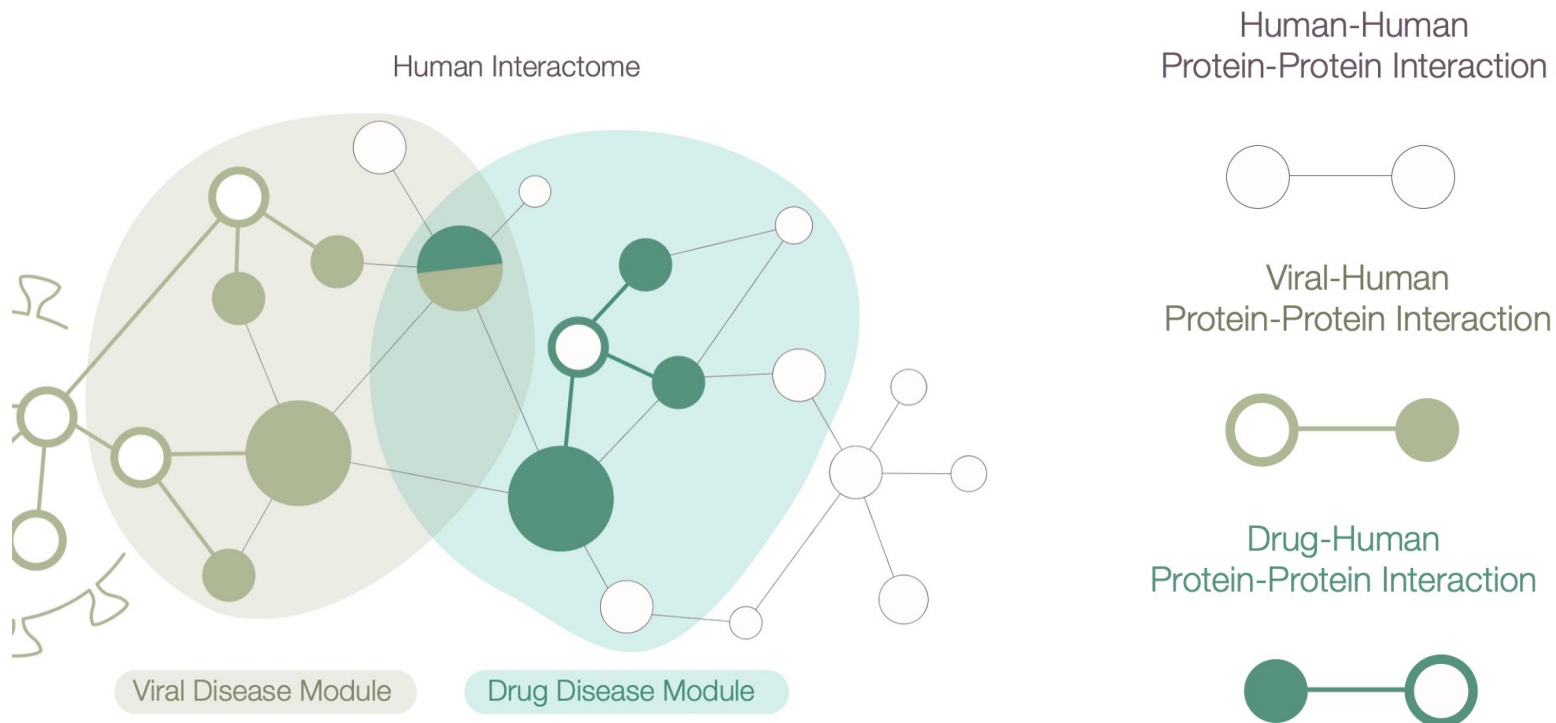 Human Interactome
Viral Disease Module
Drug Disease Module
Human-Human
Protein-Protein Interaction
Viral-Human
Protein-Protein Interaction
Drug-Human
Protein-Protein Interaction